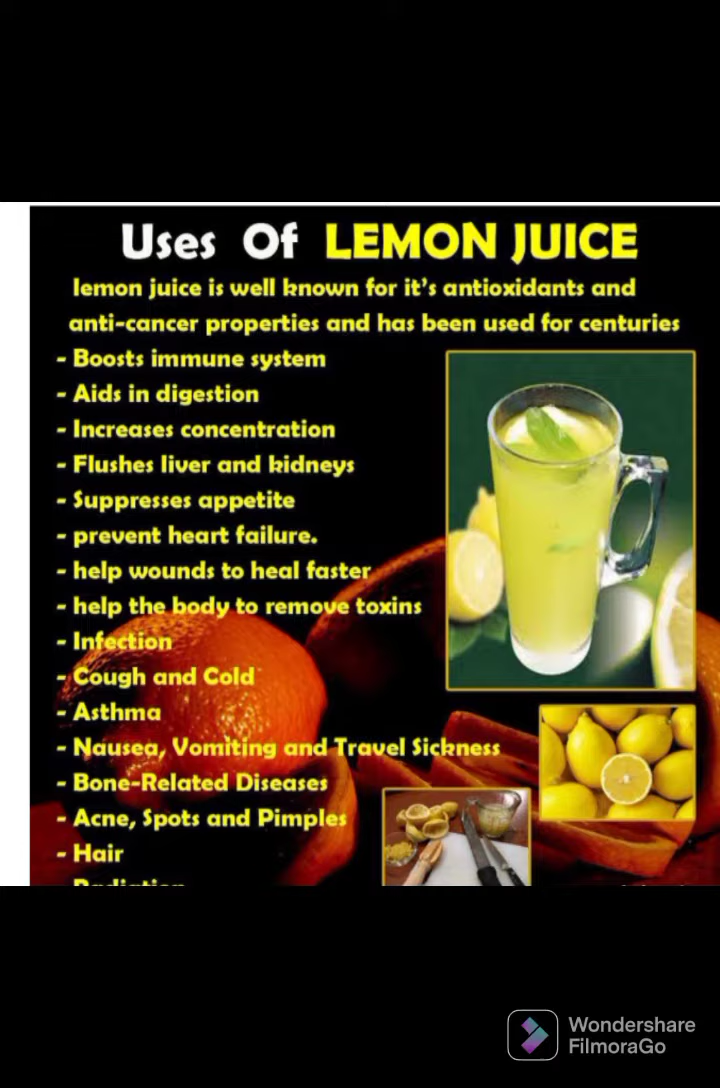 Uses Of LEMON JUICE
lemon juice is well known for it's antioxidants and
anti-cancer properties and has been used for centuries
- Boosts immune system
- Aids in digestion
- Increases concentration
- Flushes liver and kidneys
- Suppresses appetite
- prevent heart failure.
- help wounds to heal faster
- help the body to remove toxins
- Infection
- Cough and Cold
- Asthma
- Nausea, Vomiting and Travel Sickness
- Bone-Related Diseases
- Acne, Spots and Pimples
- Hair
Wondershare
FilmoraGo